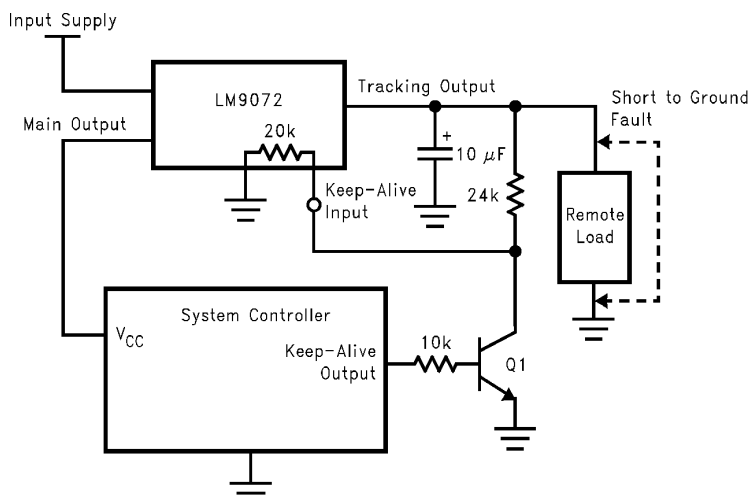 Input Supply
LM9072
Tracking Output
Short to Ground
Fault
Main Output
20k
+
10 µF
Keep-Alive
Input
24k
Remote
Load
System Controller
VCC
Keep-Alive
Output
10k
Q1